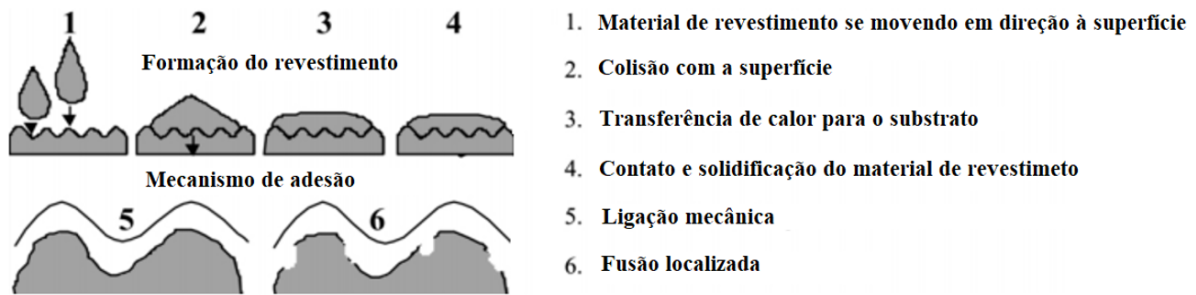 1 2 3 4
Formação do revestimento
Mecanismo de adesão
5 6
1. Material de revestimento se movendo em direção à superfície
2. Colisão com a superfície
3. Transferência de calor para o substrato
4. Contato e solidificação do material de revestimeto
5. Ligação mecânica
6. Fusão localizada